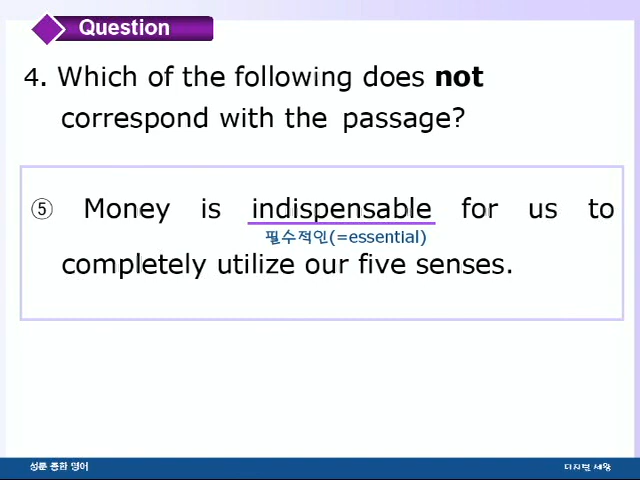 Question
4. Which of the following does not
correspond with the passage?
⑤ Money is indispensable for us to
필수적인(=essential)
completely utilize our five senses.
성문 종합 영어
디지털 세상